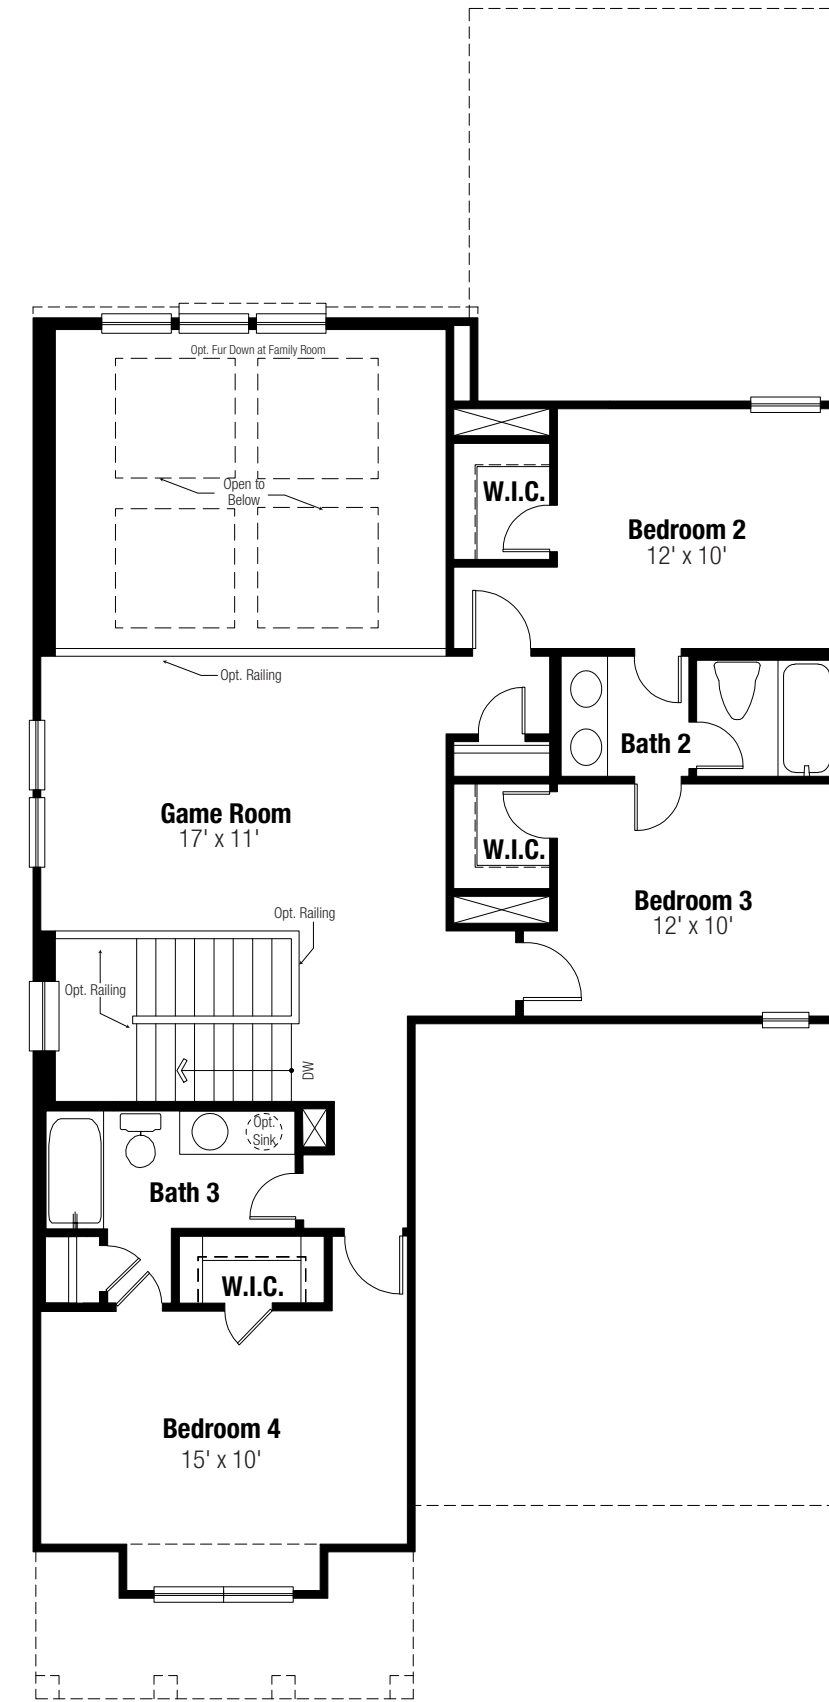 Opt. Fur Down at Family Room
Open to
Below
W.I.C.
Bedroom 2
12' x 10'
Opt. Railing
Bath 2
Game Room
17' x 11'
W.I.C.
Bedroom 3
12' x 10'
Opt. Railing
Opt. Railing
DW
Opt.
Sink
Bath 3
W.I.C.
Bedroom 4
15' x 10'